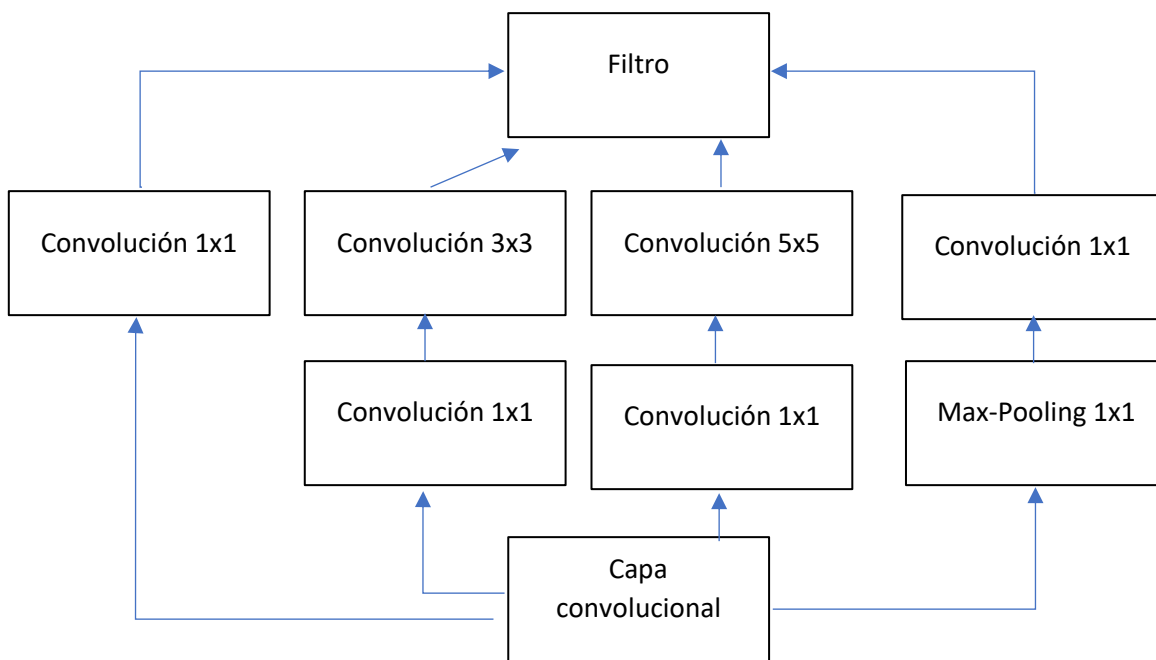 Filtro
Convolución 1x1
Convolución 3x3
Convolución 5x5
Convolución 1x1
Convolución 1x1
Convolución 1x1
Max-Pooling 1x1
Capa
convolucional